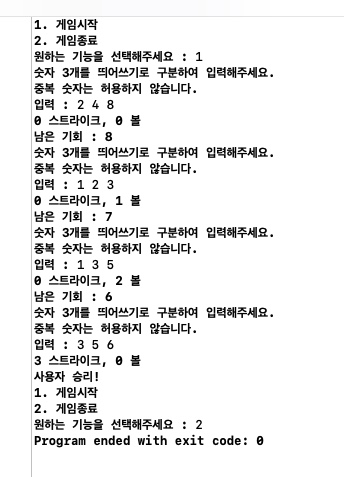 1. 게임시작
2. 게임종료
원하는 기능을 선택해주세요 : 1
숫자 3개를 띄어쓰기로 구분하여 입력해주세요.
중복 숫자는 허용하지 않습니다.
입력 : 2 4 8
0 스트라이크, 0 볼
남은 기회 : 8
숫자 3개를 띄어쓰기로 구분하여 입력해주세요.
중복 숫자는 허용하지 않습니다.
입력 : 1 2 3
0 스트라이크, 1 볼
남은 기회 : 7
숫자 3개를 띄어쓰기로 구분하여 입력해주세요.
중복 숫자는 허용하지 않습니다.
입력 : 1 3 5
0 스트라이크, 2 볼
남은 기회 : 6
숫자 3개를 띄어쓰기로 구분하여 입력해주세요.
중복 숫자는 허용하지 않습니다.
입력 : 3 5 6
3 스트라이크, 0 볼
사용자 승리!
1. 게임시작
2. 게임종료
원하는 기능을 선택해주세요 : 2
Program ended with exit code: 0